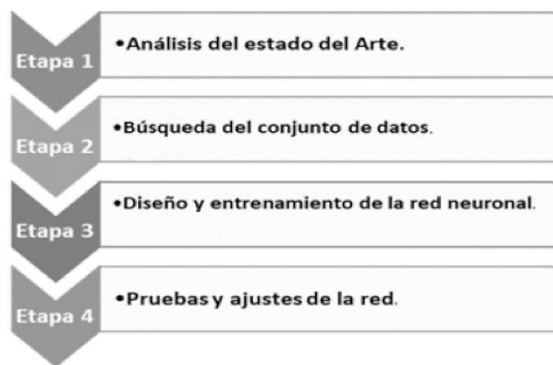 Etapa 1
•Análisis del estado del Arte.
Etapa 2
•Búsqueda del conjunto de datos.
Etapa 3
•Diseño y entrenamiento de la red neuronal.
Etapa 4
•Pruebas y ajustes de la red.